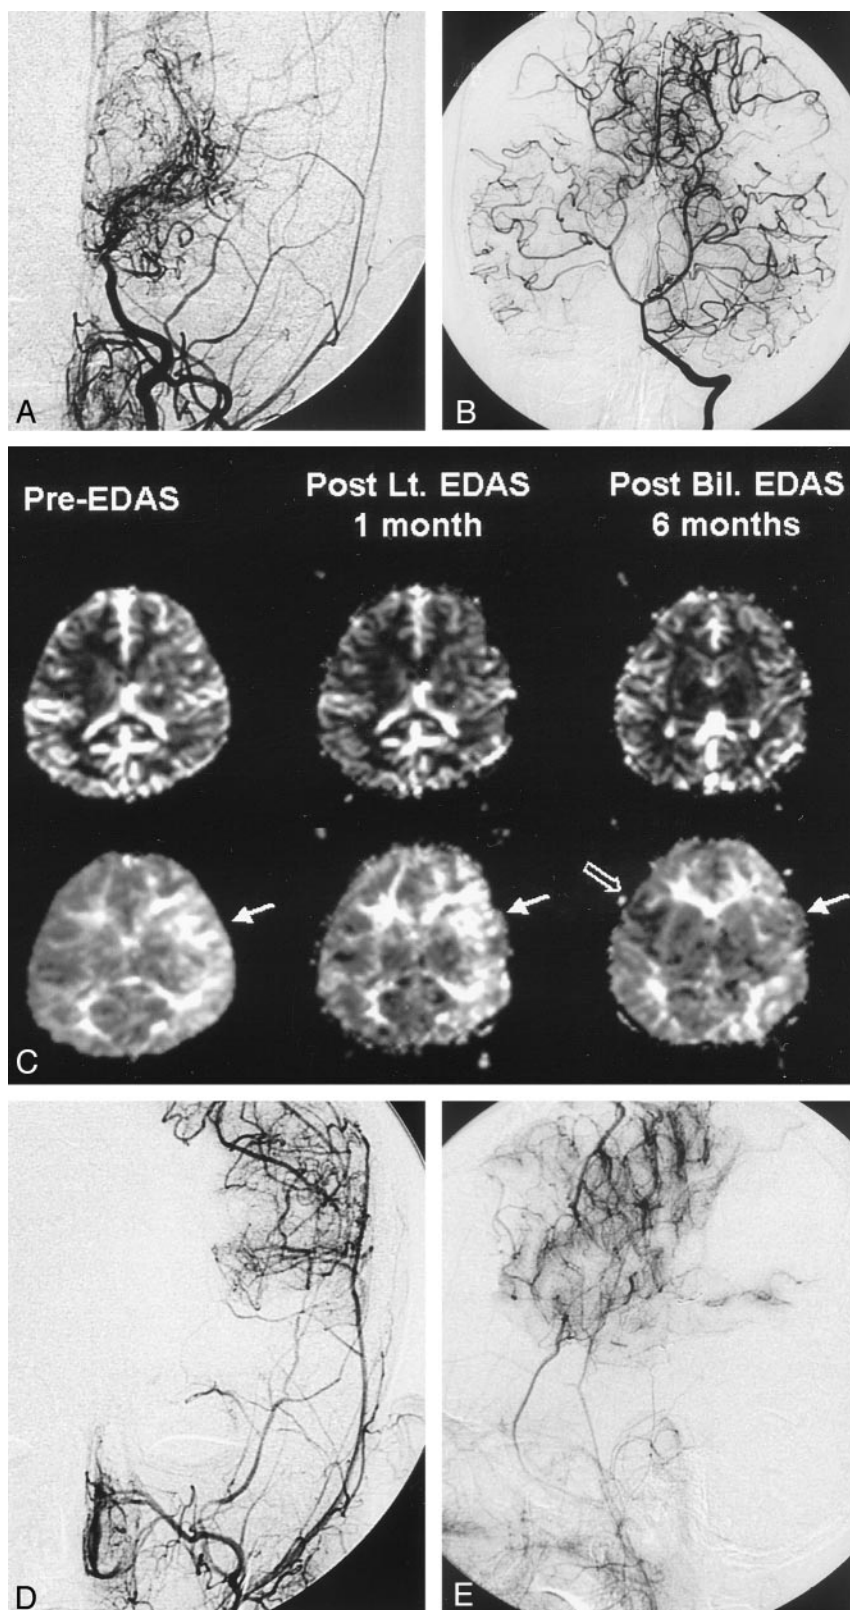 A
B
Pre-EDAS
Post Lt. EDAS
1 month
Post Bil. EDAS
6 months
C
D
E